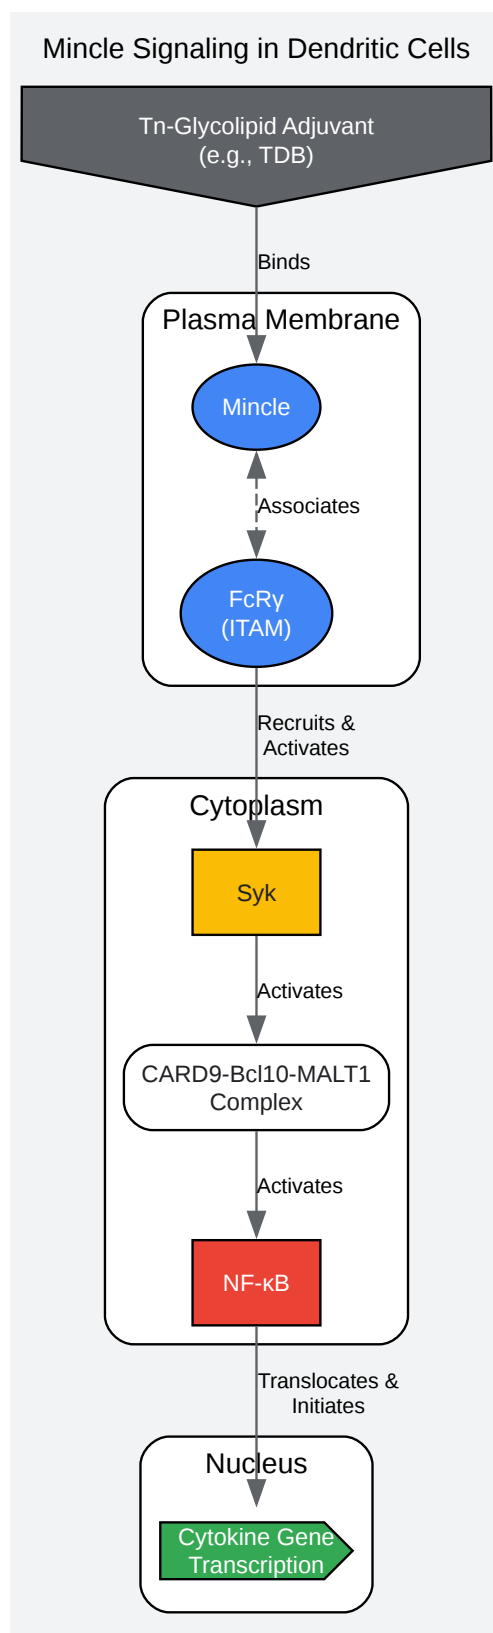 Mincle Signaling in Dendritic Cells
Tn-Glycolipid Adjuvant
(e.g., TDB)
Binds
Plasma Membrane
Mincle
Associates
FcRγ
(ITAM)
Recruits &
Activates
Cytoplasm
Syk
Activates
CARD9-Bcl10-MALT1
Complex
Activates
NF-κB
Translocates &
Initiates
Nucleus
Cytokine Gene
Transcription